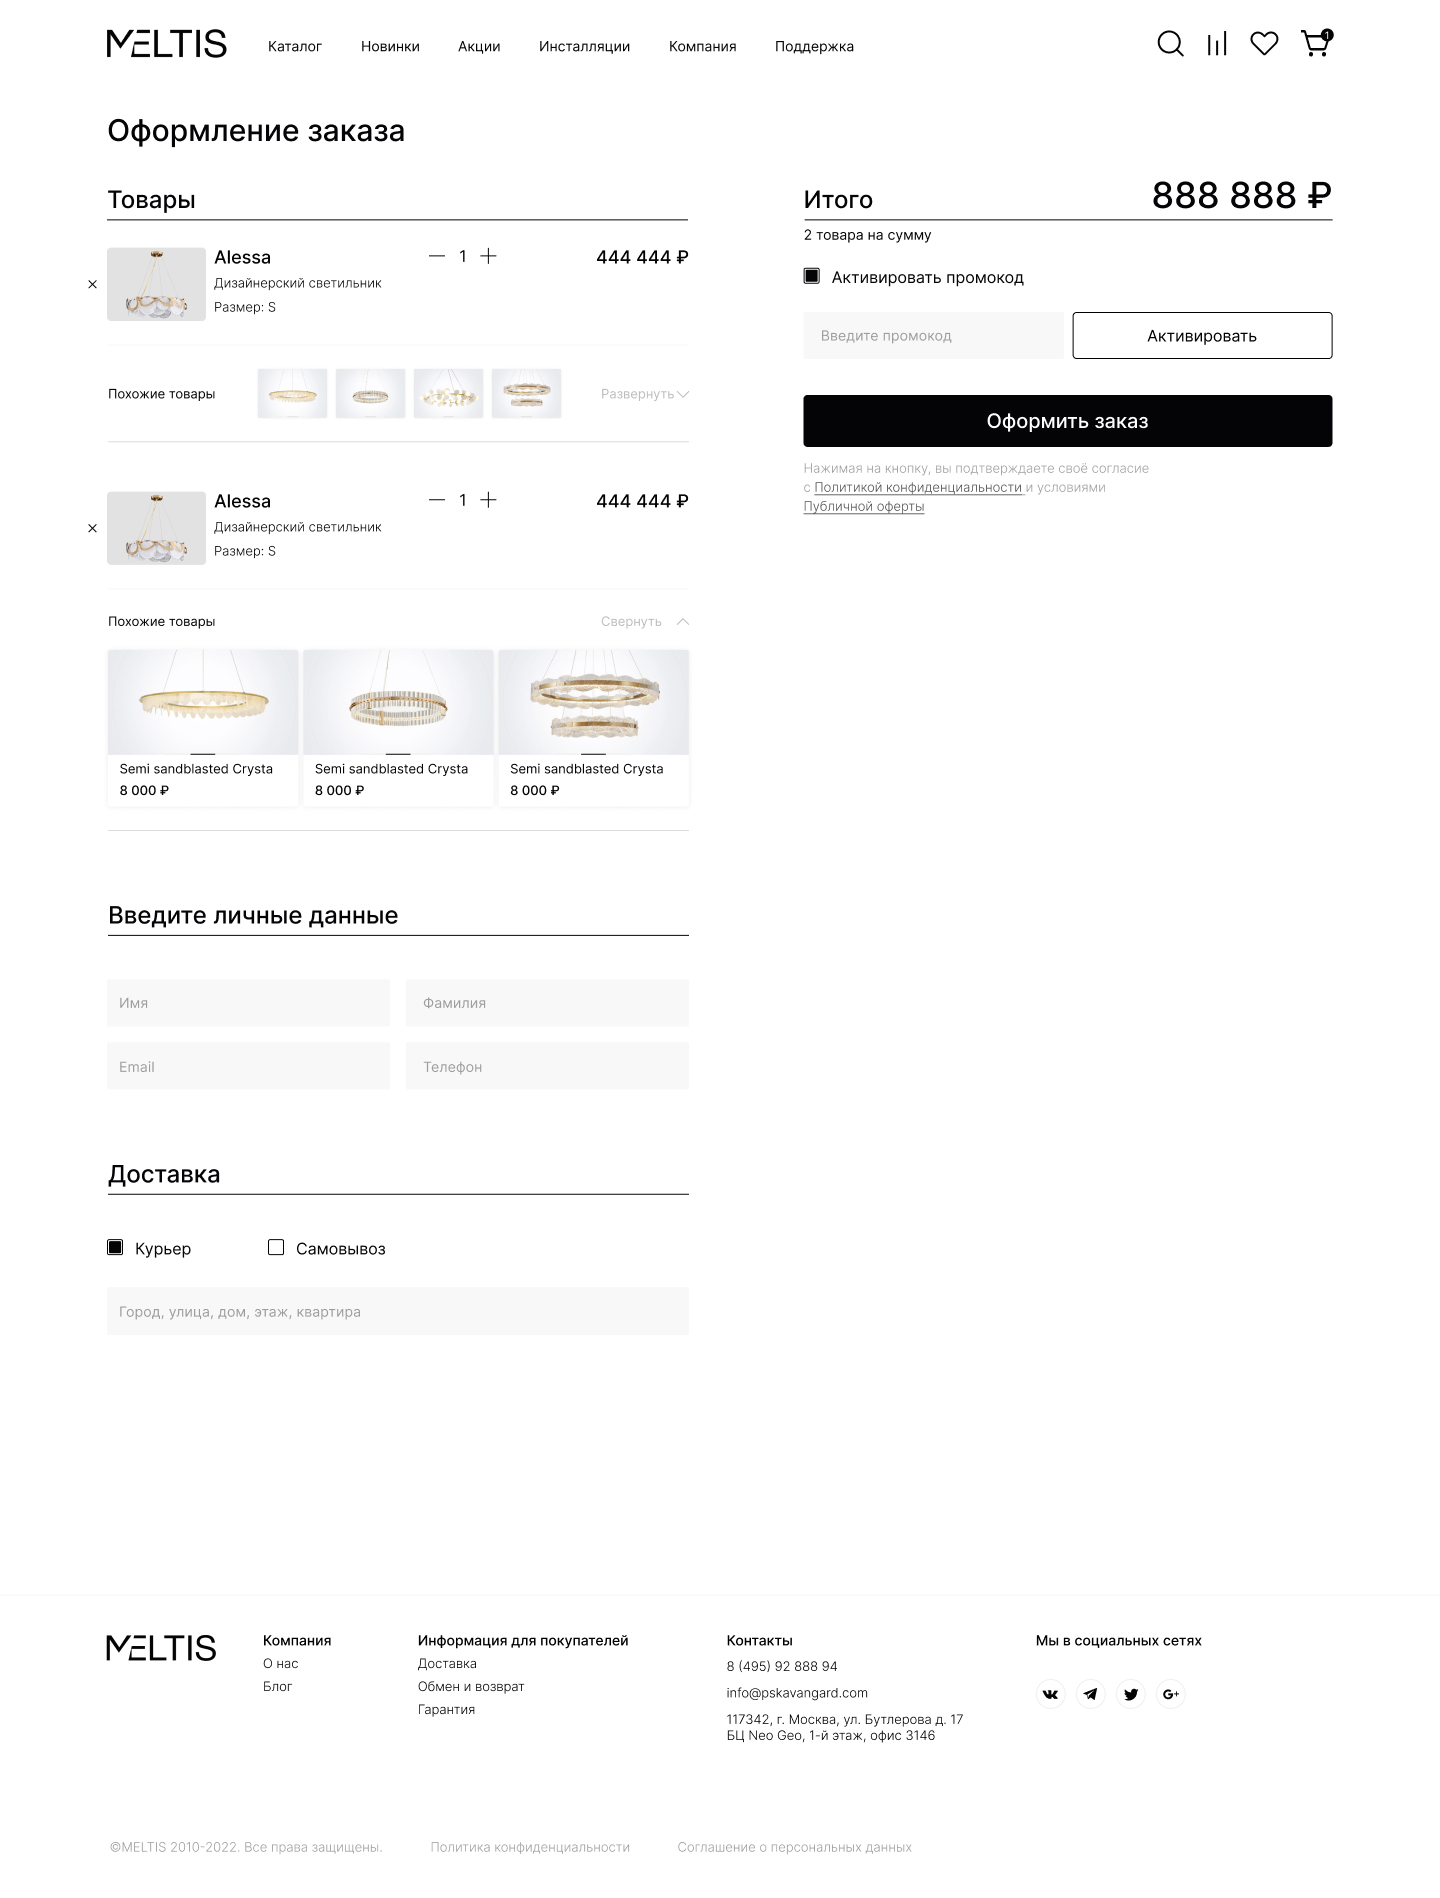 MELTIS
Каталог
Новинки
Акции
Инсталляции
Компания
Поддержка
1
Оформление заказа
Товары
Alessa
1
444 444 ₽
Дизайнерский светильник
Размер: S
Похожие товары
Развернуть
Alessa
1
444 444 ₽
Дизайнерский светильник
Размер: S
Похожие товары
Свернуть
Semi sandblasted Crysta
8 000 ₽
Semi sandblasted Crysta
8 000 ₽
Semi sandblasted Crysta
8 000 ₽
Итого
888 888 ₽
2 товара на сумму
Активировать промокод
Введите промокод
Активировать
Оформить заказ
Нажимая на кнопку, вы подтверждаете своё согласие
с Политикой конфиденциальности и условиями
Публичной оферты
Введите личные данные
Имя
Фамилия
Email
Телефон
Доставка
Курьер
Самовывоз
Город, улица, дом, этаж, квартира
MELTIS
Компания
О нас
Блог
Информация для покупателей
Доставка
Обмен и возврат
Гарантия
Контакты
8 (495) 92 888 94
info@pskavangard.com
117342, г. Москва, ул. Бутлерова д. 17
БЦ Neo Geo, 1-й этаж, офис 3146
Мы в социальных сетях
G+
©MELTIS 2010-2022. Все права защищены.
Политика конфиденциальности
Соглашение о персональных данных